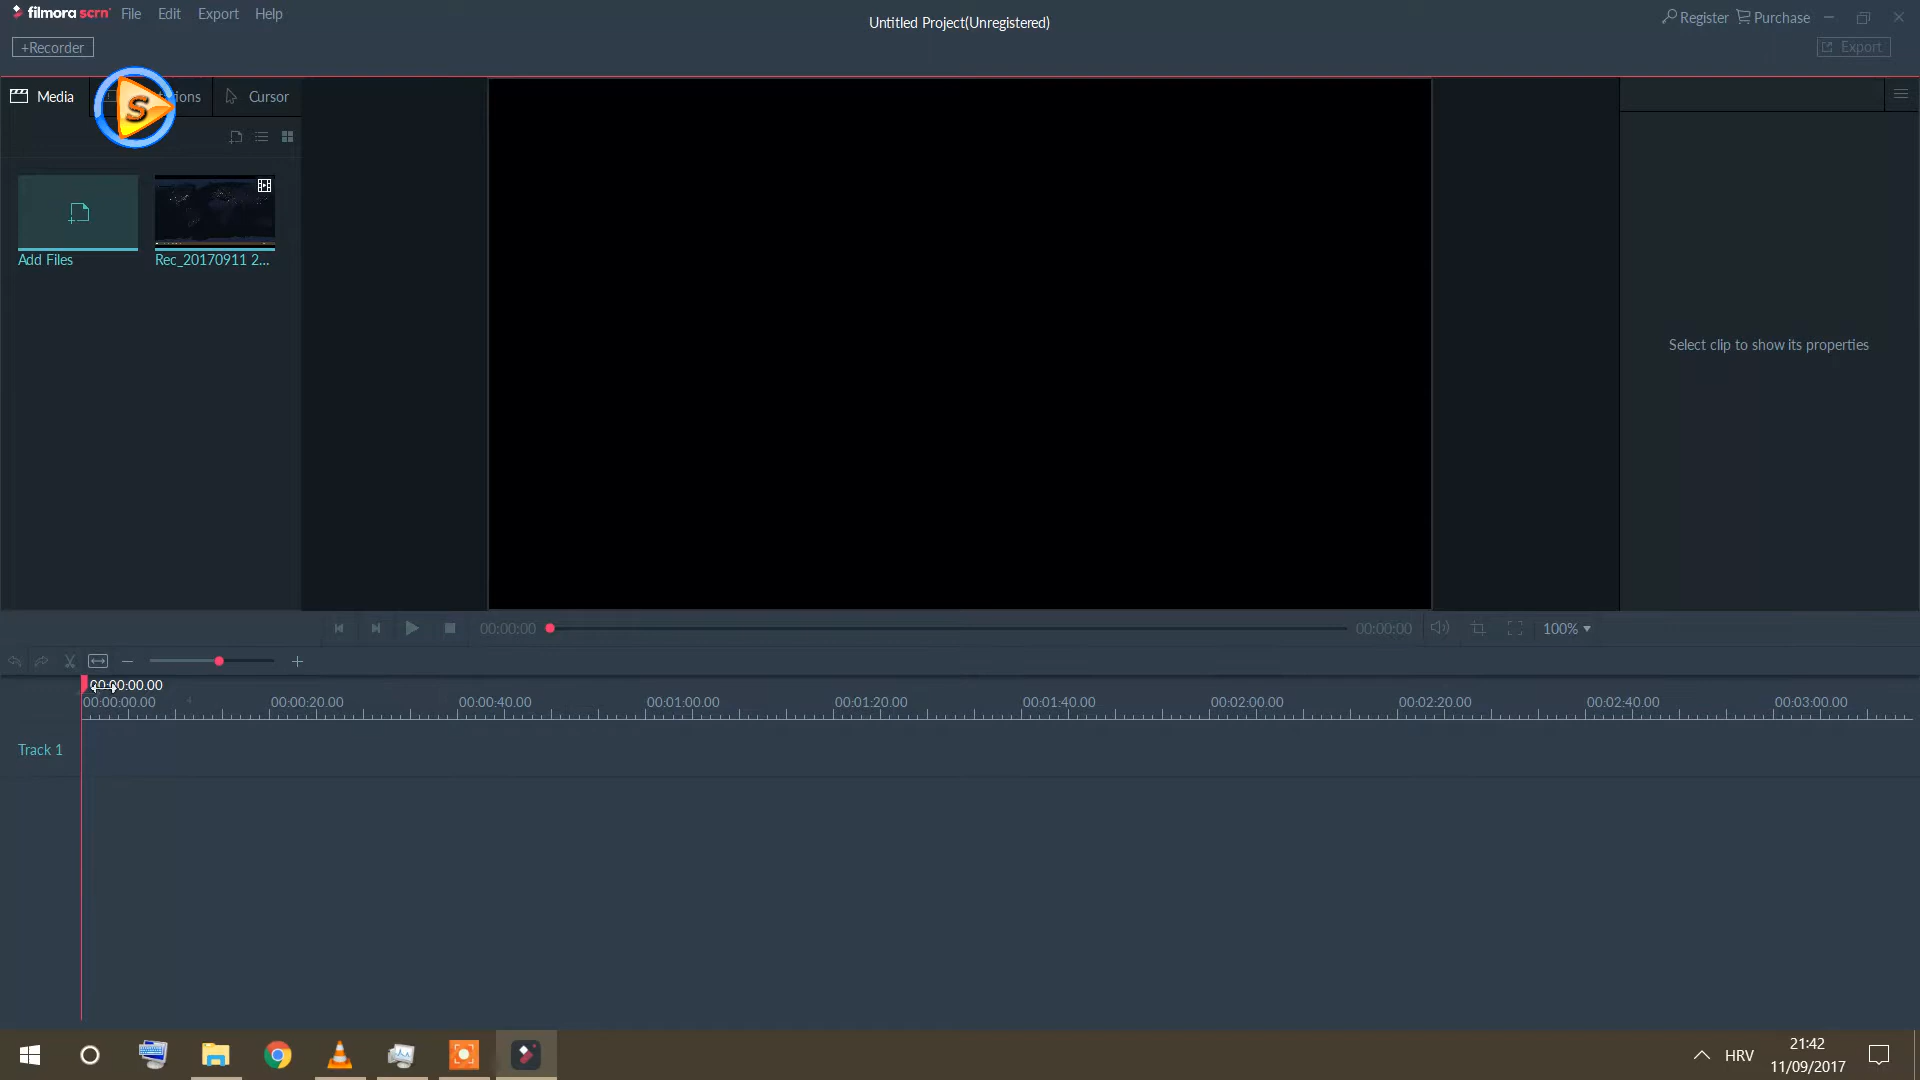 filmora scrn File Edit Export Help
Untitled Project(Unregistered)
Register Purchase
+Recorder
Export
Media
S
Cursor
Add Files
Rec_20170911 2...
Select clip to show its properties
00:00:00
00:00:00
100%
00:00:00.00
00:00:00.00 00:00:20.00 00:00:40.00 00:01:00.00 00:01:20.00 00:01:40.00 00:02:00.00 00:02:20.00 00:02:40.00 00:03:00.00
Track 1
HRV
21:42
11/09/2017